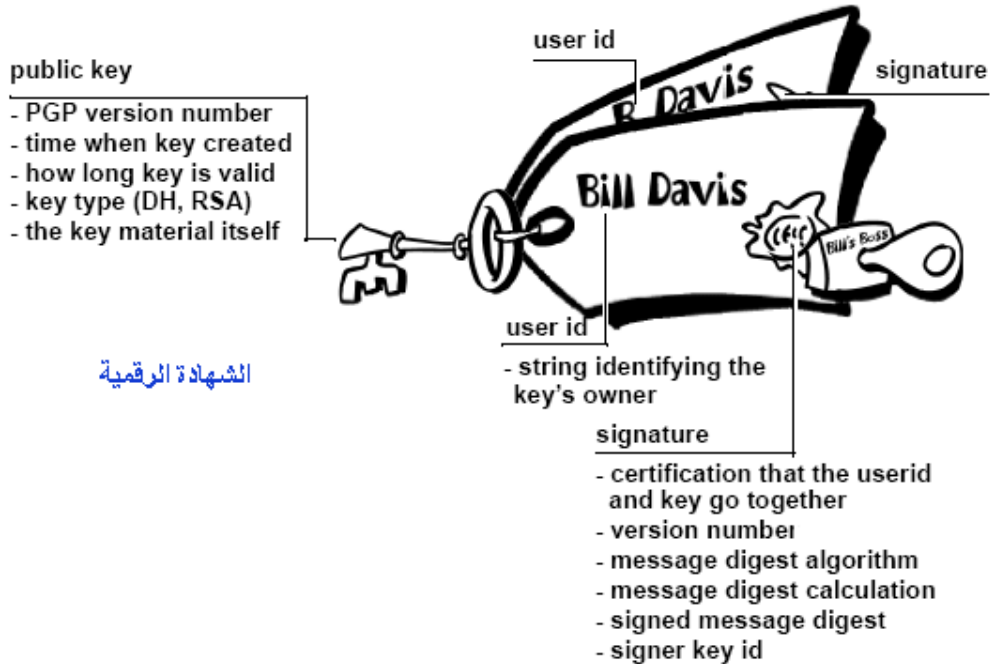 user id
signature
public key
- PGP version number
- time when key created
- how long key is valid
- key type (DH, RSA)
- the key material itself
B. Davis
Bill Davis
Bill's Boss
user id
- string identifying the
key's owner
الشهادة الرقمية
signature
- certification that the userid
and key go together
- version number
- message digest algorithm
- message digest calculation
- signed message digest
- signer key id